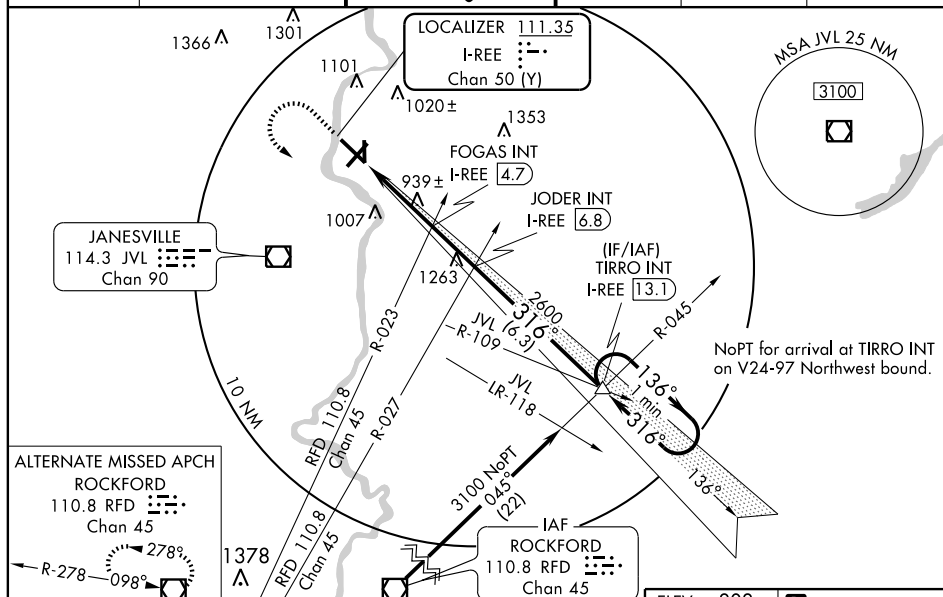 1366
1301
LOCALIZER 111.35
I-REE
Chan 50 (Y)
MSA JVL 25 NM
3100
1101
1020±
1353
FOGAS INT
I-REE 4.7
939±
1007
JODER INT
I-REE 6.8
JANESVILLE
114.3 JVL
Chan 90
1263
(IF/IAF)
TIRRO INT
I-REE 13.1
2600
316°
(6.3)
JVL
R-109
R-045
R-023
NoPT for arrival at TIRRO INT
on V24-97 Northwest bound.
136°
1 min
316°
136°
JVL
LR-118
R-027
10 NM
RFD 110.8
Chan 45
RFD 110.8
Chan 45
3100 NoPT
045°
(22)
ALTERNATE MISSED APCH
ROCKFORD
110.8 RFD
Chan 45
278°
R-278
098°
1378
IAF
ROCKFORD
110.8 RFD
Chan 45